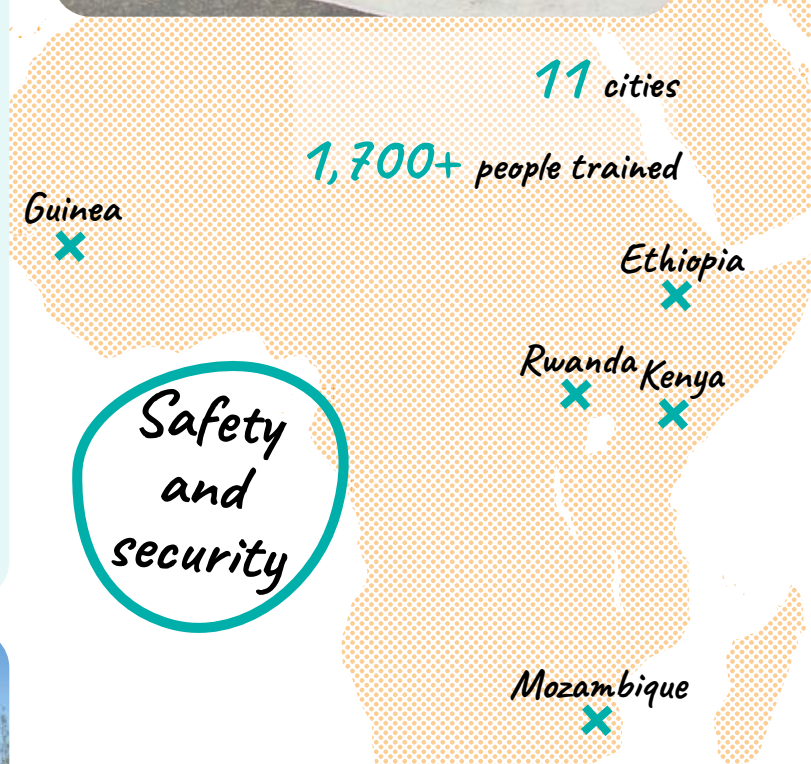 11 cities
1,700+ people trained
Guinea
Ethiopia
Rwanda
Kenya
Safety
and
security
Mozambique